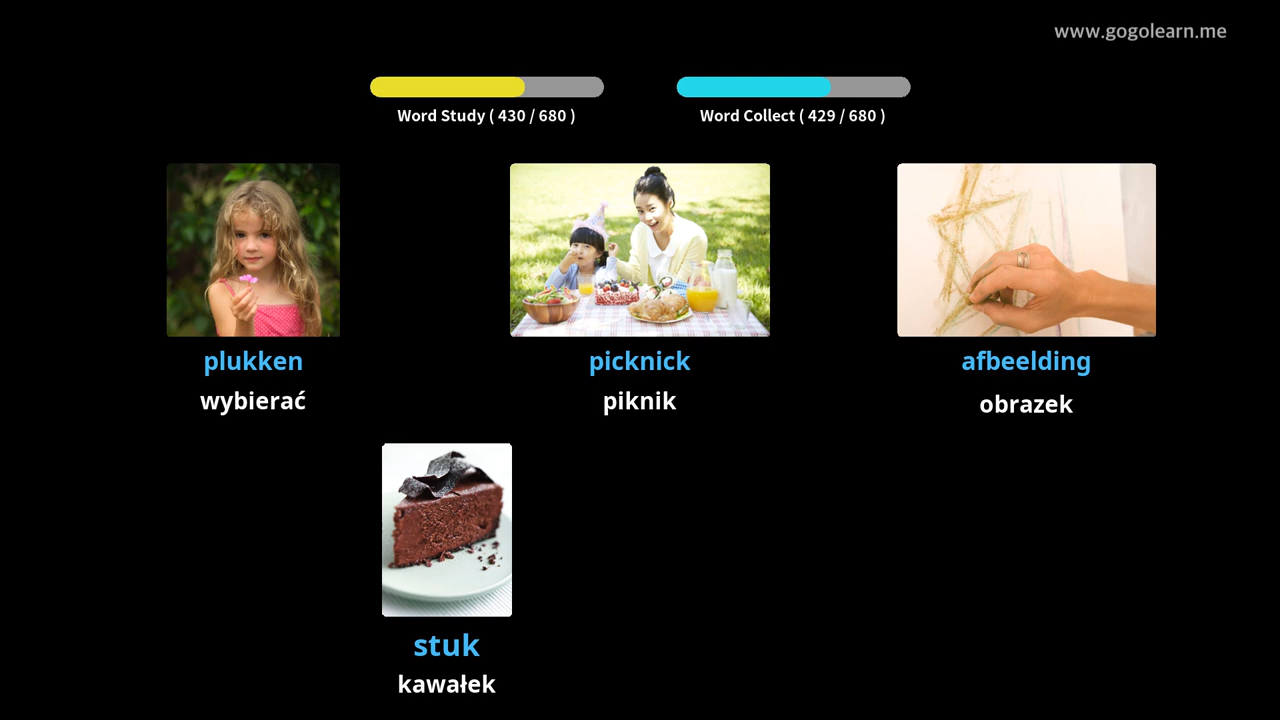 www.gogolearn.me
Word Study ( 430 / 680 )
Word Collect ( 429 / 680 )
plukken
wybierać
picknick
piknik
afbeelding
obrazek
stuk
kawałek